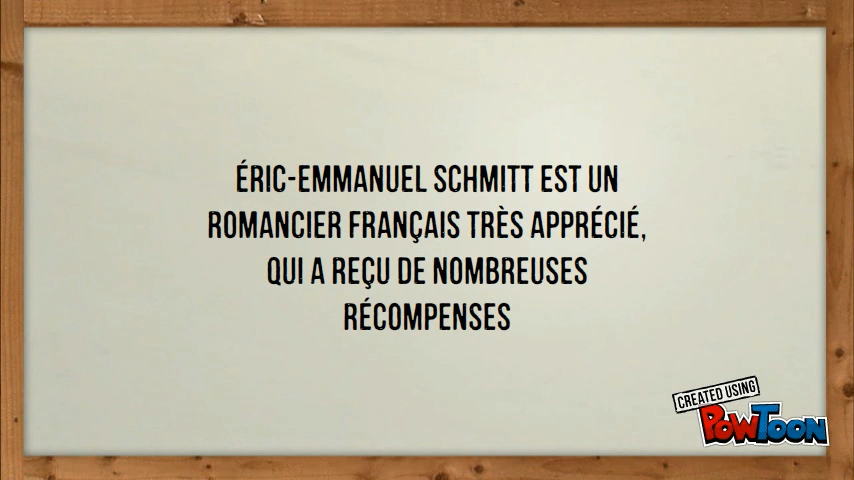 ÉRIC-EMMANUEL SCHMITT EST UN
ROMANCIER FRANÇAIS TRÈS APPRÉCIÉ,
QUI A REÇU DE NOMBREUSES
RÉCOMPENSES
CREATED USING
POWTOON